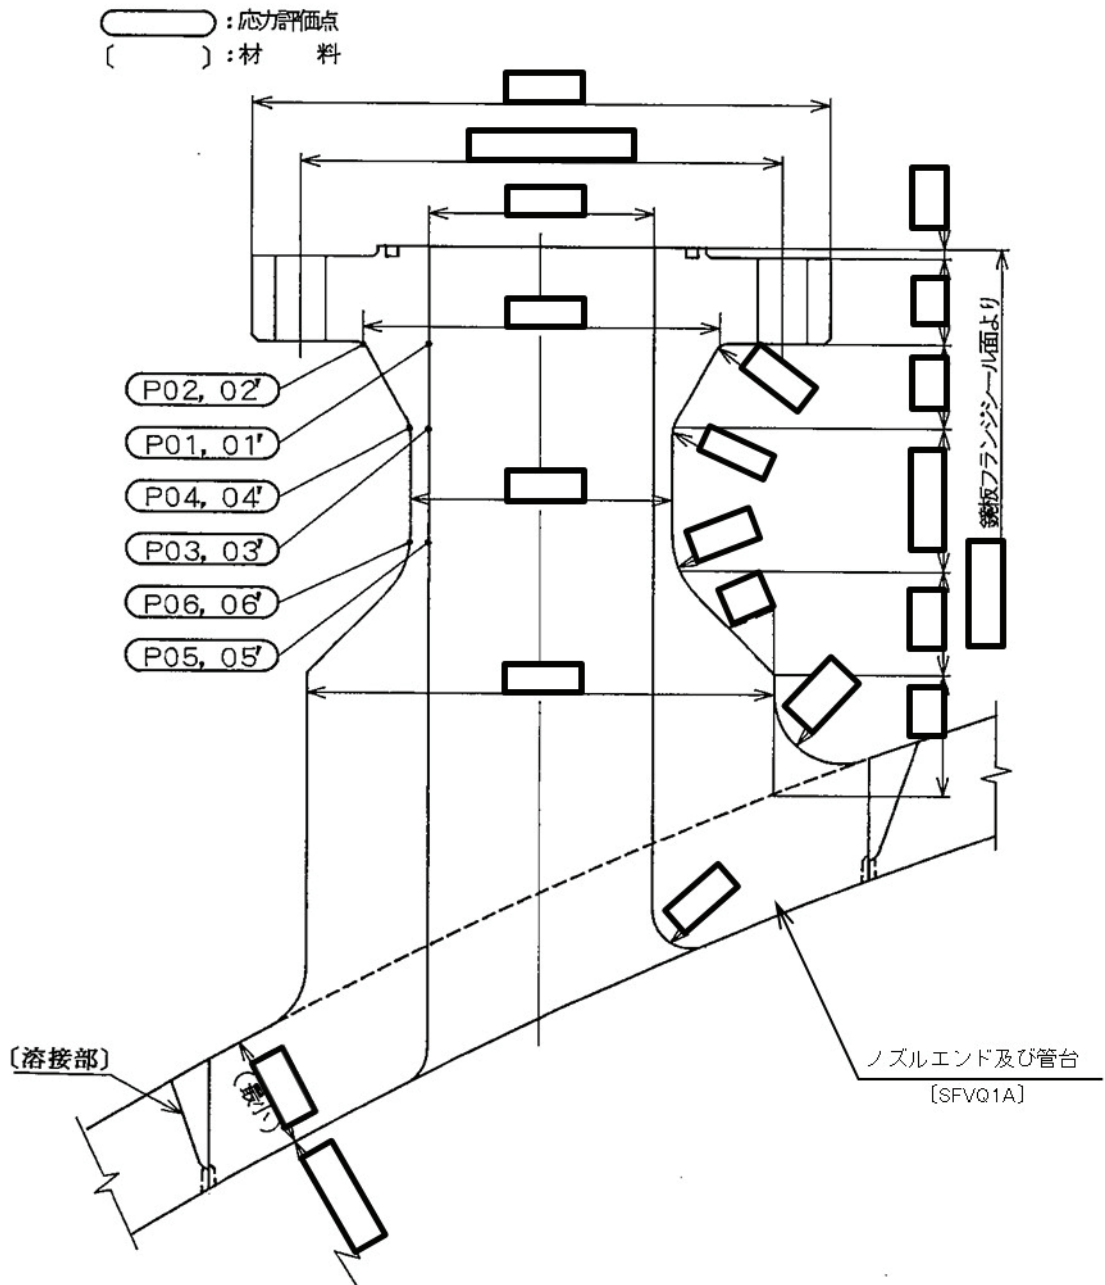 ：応力評価点
〔　　〕：材　料
鏡板フランジシール面より
P02, 02'
P01, 01'
P04, 04'
P03, 03'
P06, 06'
P05, 05'
〔溶接部〕
(最小)
ノズルエンド及び管台
〔SFVQ1A〕